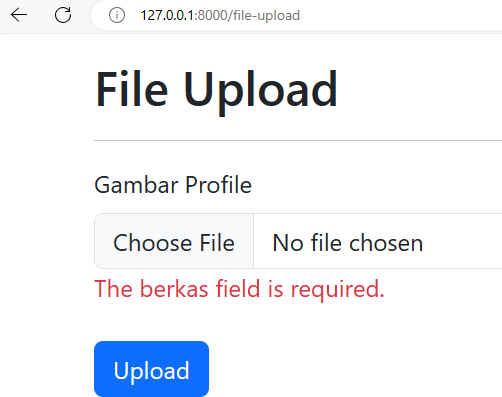 127.0.0.1:8000/file-upload
File Upload
Gambar Profile
Choose File No file chosen
The berkas field is required.
Upload